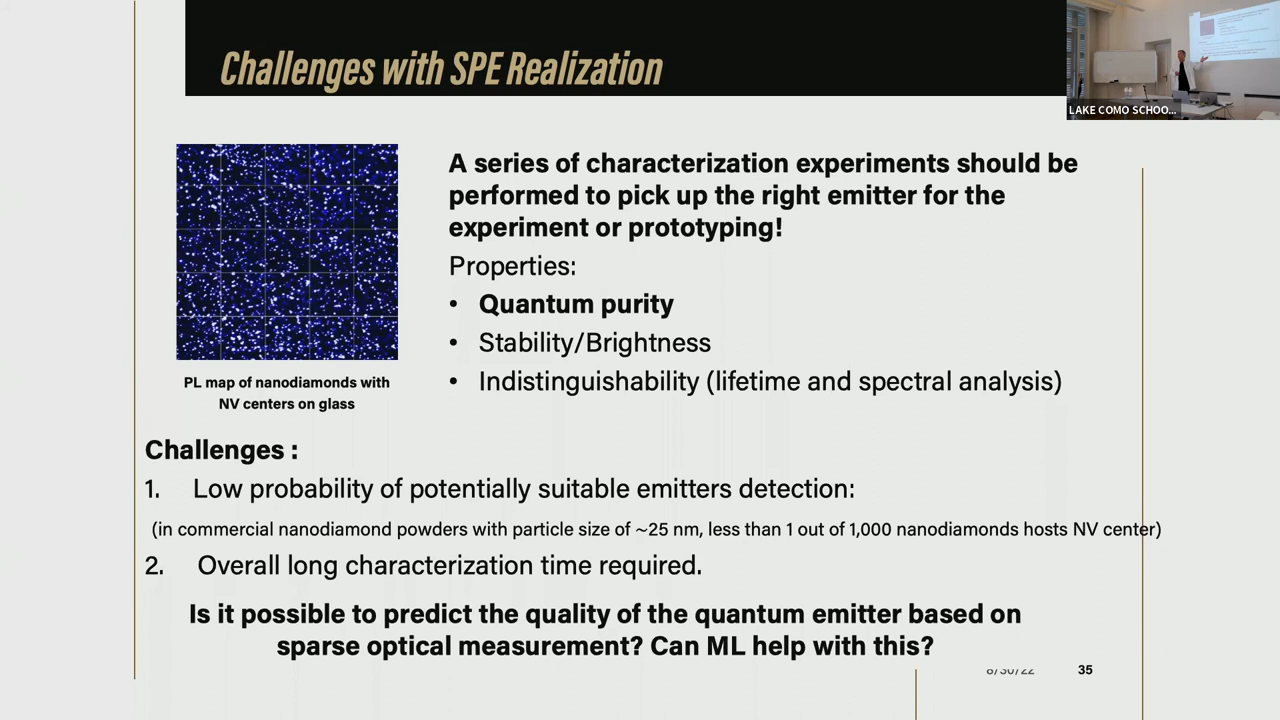 Challenges with SPE Realization
LAKE COMO SCHOO...
A series of characterization experiments should be
performed to pick up the right emitter for the
experiment or prototyping!
Properties:
• Quantum purity
• Stability/Brightness
• Indistinguishability (lifetime and spectral analysis)
PL map of nanodiamonds with
NV centers on glass
Challenges :
1. Low probability of potentially suitable emitters detection:
(in commercial nanodiamond powders with particle size of ~25 nm, less than 1 out of 1,000 nanodiamonds hosts NV center)
2. Overall long characterization time required.
Is it possible to predict the quality of the quantum emitter based on
sparse optical measurement? Can ML help with this?
8/30/22 35